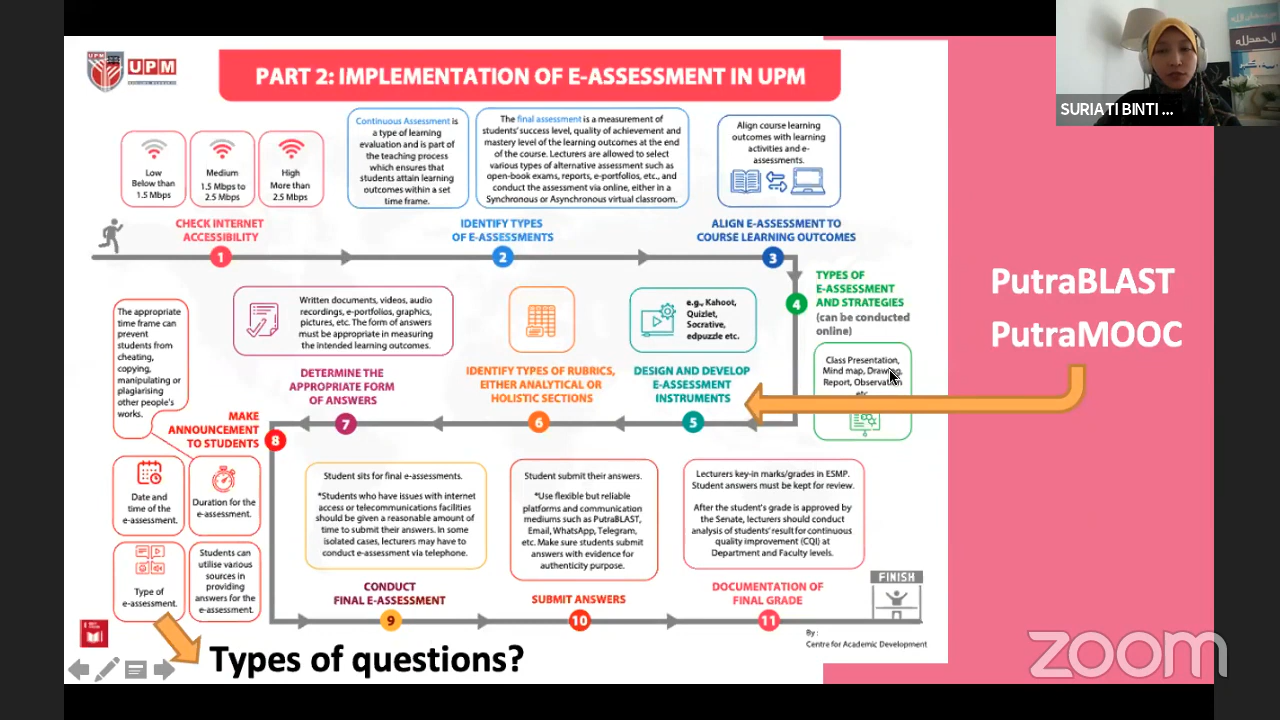 UPM
UPM
PART 2: IMPLEMENTATION OF E-ASSESSMENT IN UPM
SURIATI BINTI ...
Low
Below than
1.5 Mbps
Medium
1.5 Mbps to
2.5 Mbps
High
More than
2.5 Mbps
CHECK INTERNET
ACCESSIBILITY
1
Continuous Assessment is
a type of learning
evaluation and is part of
the teaching process
which ensures that
students attain learning
outcomes within a set
time frame.
The final assessment is a measurement of
students' success level, quality of achievement and
mastery level of the learning outcomes at the end
of the course. Lecturers are allowed to select
various types of alternative assessment such as
open-book exams, reports, e-portfolios, etc., and
conduct the assessment via online, either in a
Synchronous or Asynchronous virtual classroom.
IDENTIFY TYPES
OF E-ASSESSMENTS
2
Align course learning
outcomes with learning
activities and e-
assessments.
ALIGN E-ASSESSMENT TO
COURSE LEARNING OUTCOMES
3
TYPES OF
E-ASSESSMENT
AND STRATEGIES
(can be conducted
online)
4
Class Presentation,
Mind map, Drawing,
Report, Observation
etc.
PutraBLAST
PutraMOOC
e.g., Kahoot,
Quizlet,
Socrative,
edpuzzle etc.
DESIGN AND DEVELOP
E-ASSESSMENT
INSTRUMENTS
5
IDENTIFY TYPES OF RUBRICS,
EITHER ANALYTICAL OR
HOLISTIC SECTIONS
6
Written documents, videos, audio
recordings, e-portfolios, graphics,
pictures, etc. The form of answers
must be appropriate in measuring
the intended learning outcomes.
DETERMINE THE
APPROPRIATE FORM
OF ANSWERS
7
The appropriate
time frame can
prevent
students from
cheating,
copying,
manipulating or
plagiarising
other people's
works.
MAKE
ANNOUNCEMENT
TO STUDENTS
8
Date and
time of the
e-assessment.
Duration for the
e-assessment.
Type of
e-assessment.
Students can
utilise various
sources in
providing
answers for the
e-assessment.
Student sits for final e-assessments.
*Students who have issues with internet
access or telecommunications facilities
should be given a reasonable amount of
time to submit their answers. In some
isolated cases, lecturers may have to
conduct e-assessment via telephone.
CONDUCT
FINAL E-ASSESSMENT
9
Student submit their answers.
*Use flexible but reliable
platforms and communication
mediums such as PutraBLAST,
Email, WhatsApp, Telegram,
etc. Make sure students submit
answers with evidence for
authenticity purpose.
SUBMIT ANSWERS
10
Lecturers key-in marks/grades in ESMP.
Student answers must be kept for review.
After the student's grade is approved by
the Senate, lecturers should conduct
analysis of students' result for continuous
quality improvement (CQI) at
Department and Faculty levels.
DOCUMENTATION OF
FINAL GRADE
11
FINISH
By :
Centre for Academic Development
Types of questions?
zoom